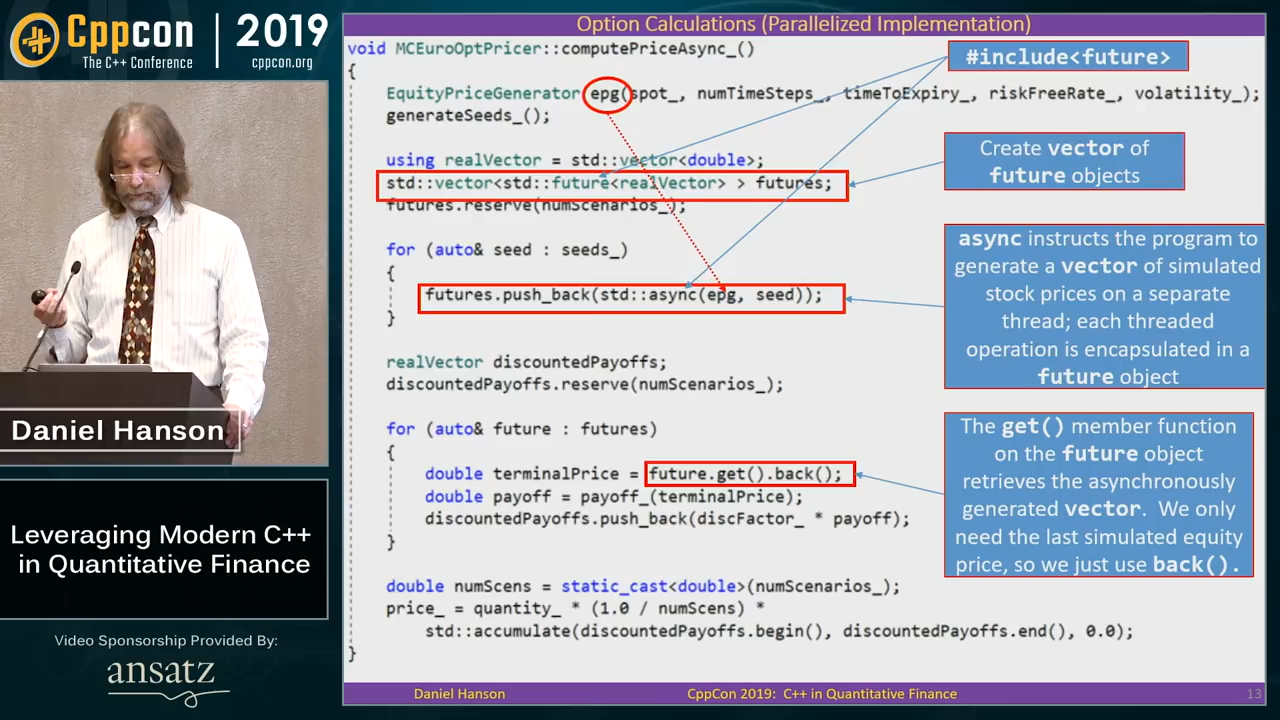 Cppcon
The C++ Conference
2019
cppcon.org
Daniel Hanson
Leveraging Modern C++
in Quantitative Finance
Video Sponsorship Provided By:
ansatz
Option Calculations (Parallelized Implementation)
void MCEuroOptPricer::computePriceAsync_()
{
EquityPriceGenerator epg(spot_, numTimeSteps_, timeToExpiry_, riskFreeRate_, volatility_);
generateSeeds_();
using realVector = std::vector<double>;
std::vector<std::future<realVector> > futures;
futures.reserve(numScenarios_);
for (auto& seed : seeds_)
{
futures.push_back(std::async(epg, seed));
}
realVector discountedPayoffs;
discountedPayoffs.reserve(numScenarios_);
for (auto& future : futures)
{
double terminalPrice = future.get().back();
double payoff = payoff_(terminalPrice);
discountedPayoffs.push_back(discFactor_ * payoff);
}
double numScens = static_cast<double>(numScenarios_);
price_ = quantity_ * (1.0 / numScens) *
std::accumulate(discountedPayoffs.begin(), discountedPayoffs.end(), 0.0);
}
#include<future>
Create vector of
future objects
async instructs the program to
generate a vector of simulated
stock prices on a separate
thread; each threaded
operation is encapsulated in a
future object
The get() member function
on the future object
retrieves the asynchronously
generated vector. We only
need the last simulated equity
price, so we just use back().
Daniel Hanson
CppCon 2019: C++ in Quantitative Finance
13